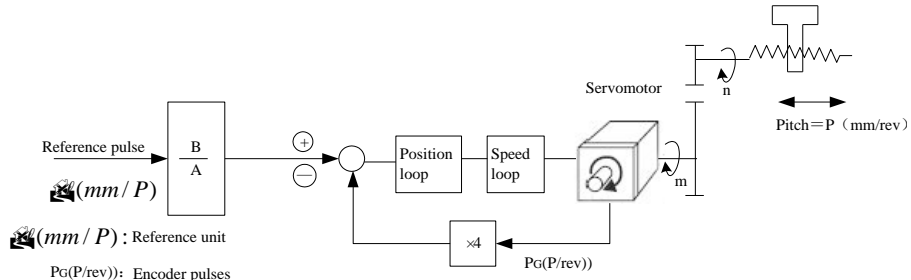 Servomotor
n
Pitch＝P（mm/rev）
Reference pulse
B
A
+
−
Position
loop
Speed
loop
m
(mm/P)
(mm/P): Reference unit
×4
PG(P/rev))
PG(P/rev)): Encoder pulses